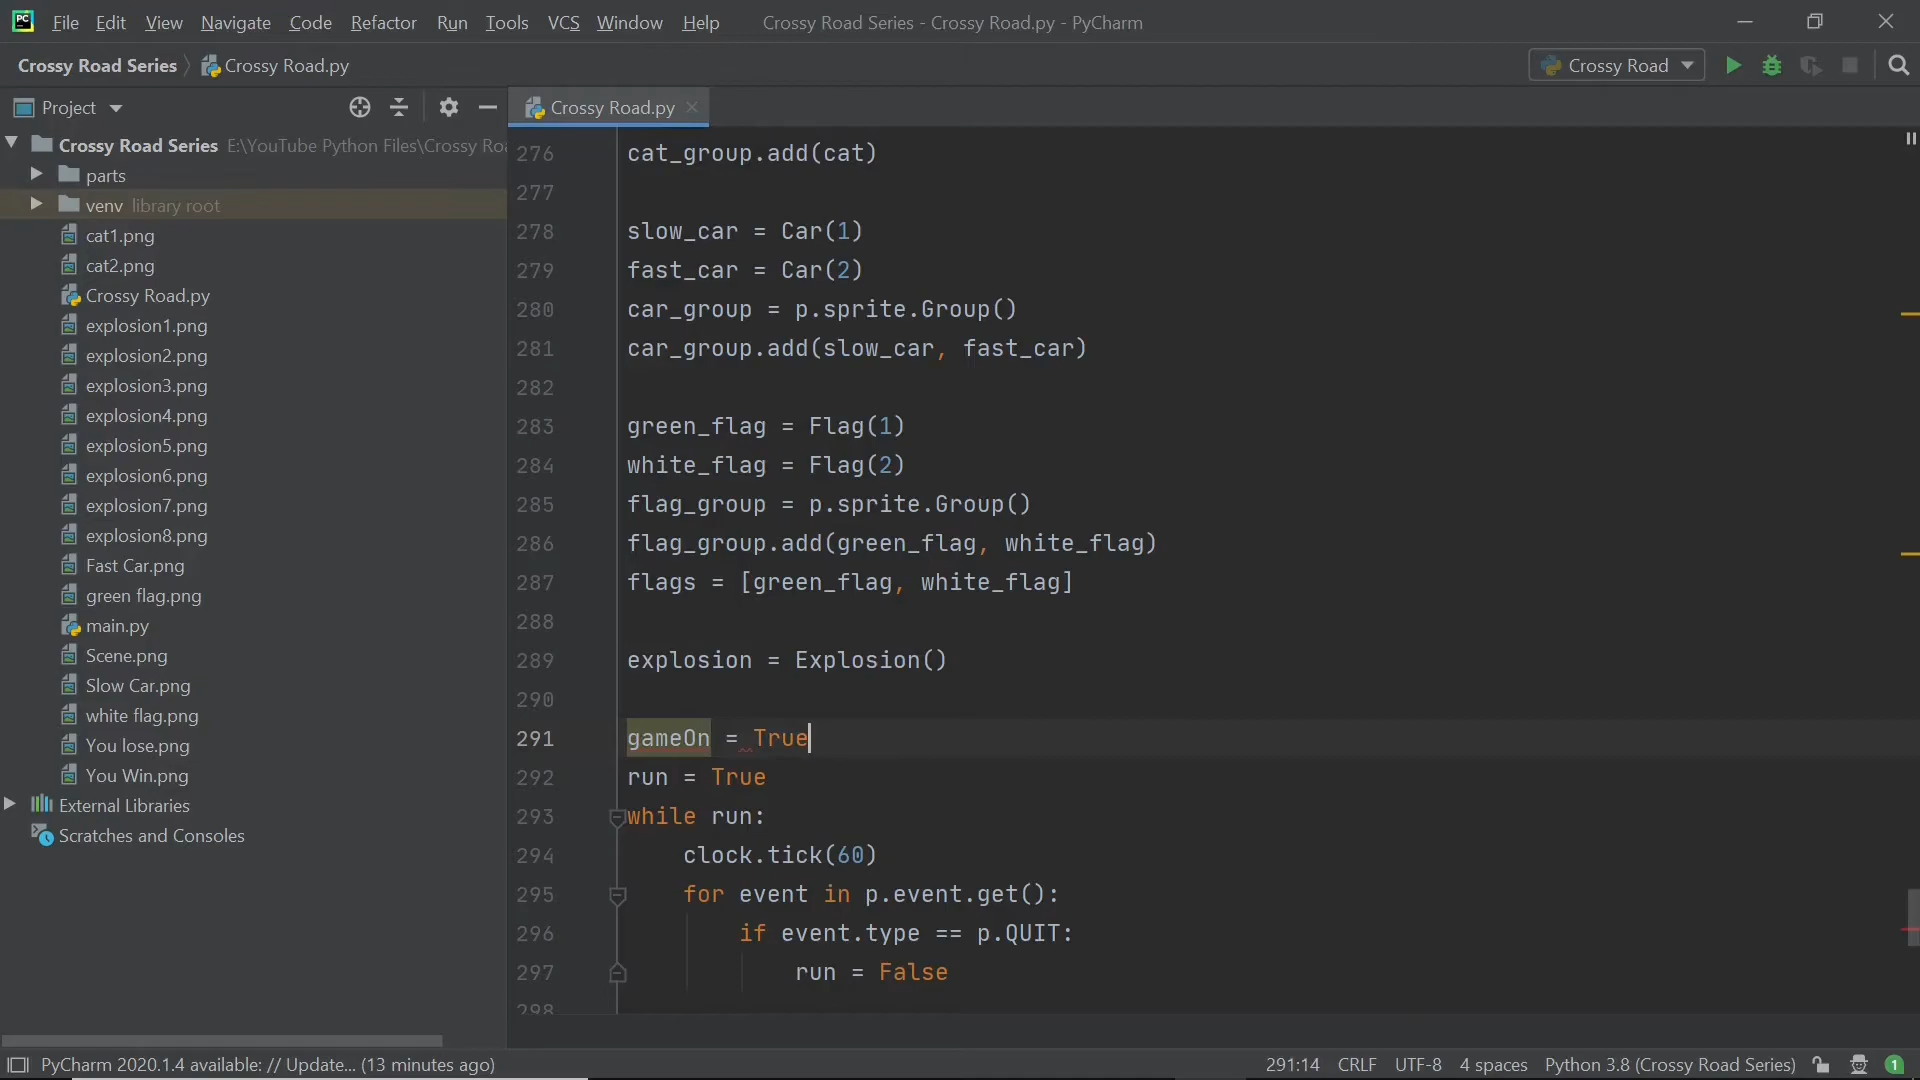 PC File Edit View Navigate Code Refactor Run Tools VCS Window Help Crossy Road Series - Crossy Road.py - PyCharm
Crossy Road Series Crossy Road.py Crossy Road
Project
Crossy Road.py
Crossy Road Series E:\YouTube Python Files\Crossy Roa
parts
venv library root
cat1.png
cat2.png
Crossy Road.py
explosion1.png
explosion2.png
explosion3.png
explosion4.png
explosion5.png
explosion6.png
explosion7.png
explosion8.png
Fast Car.png
green flag.png
main.py
Scene.png
Slow Car.png
white flag.png
You lose.png
You Win.png
External Libraries
Scratches and Consoles
276 cat_group.add(cat)
277
278 slow_car = Car(1)
279 fast_car = Car(2)
280 car_group = p.sprite.Group()
281 car_group.add(slow_car, fast_car)
282
283 green_flag = Flag(1)
284 white_flag = Flag(2)
285 flag_group = p.sprite.Group()
286 flag_group.add(green_flag, white_flag)
287 flags = [green_flag, white_flag]
288
289 explosion = Explosion()
290
291 gameOn = True
292 run = True
293 while run:
294 clock.tick(60)
295 for event in p.event.get():
296 if event.type == p.QUIT:
297 run = False
298
PyCharm 2020.1.4 available: // Update... (13 minutes ago) 291:14 CRLF UTF-8 4 spaces Python 3.8 (Crossy Road Series) 1